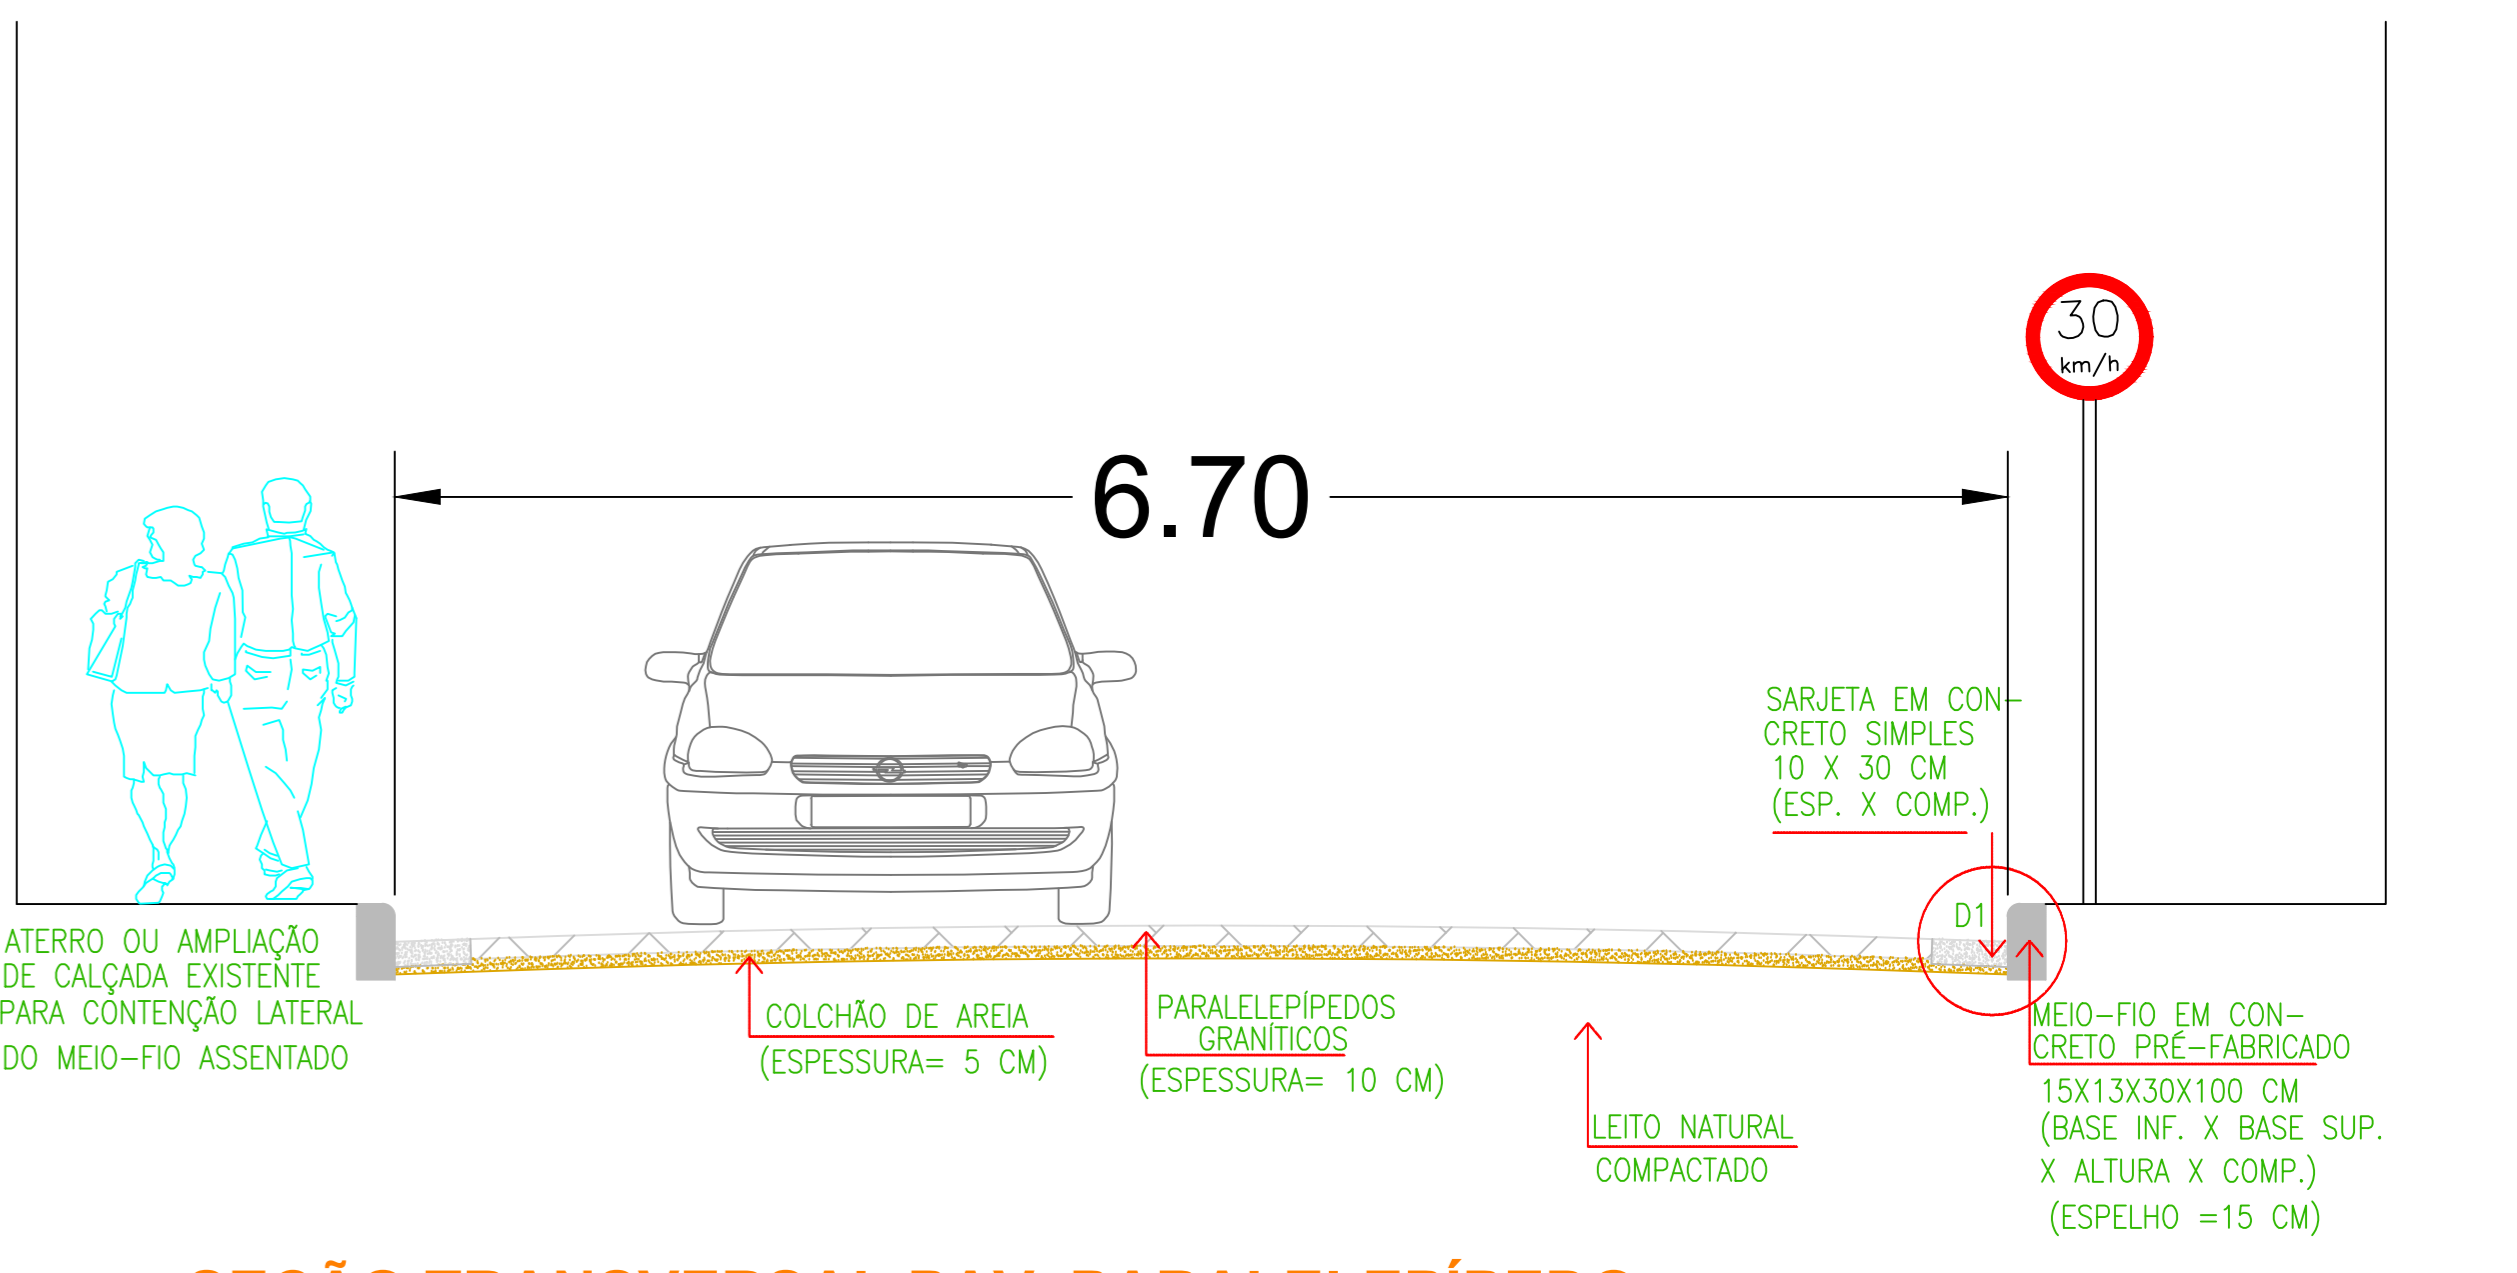 30
km/h
6.70
SARJETA EM CON-
CRETO SIMPLES
10 X 30 CM
(ESP. X COMP.)
D1
ATERRO OU AMPLIAÇÃO
DE CALÇADA EXISTENTE
PARA CONTENÇÃO LATERAL
DO MEIO-FIO ASSENTADO
COLCHÃO DE AREIA
(ESPESSURA= 5 CM)
PARALELEPÍPEDOS
GRANÍTICOS
(ESPESSURA= 10 CM)
LEITO NATURAL
COMPACTADO
MEIO-FIO EM CON-
CRETO PRÉ-FABRICADO
15X13X30X100 CM
(BASE INF. X BASE SUP.
X ALTURA X COMP.)
(ESPELHO =15 CM)